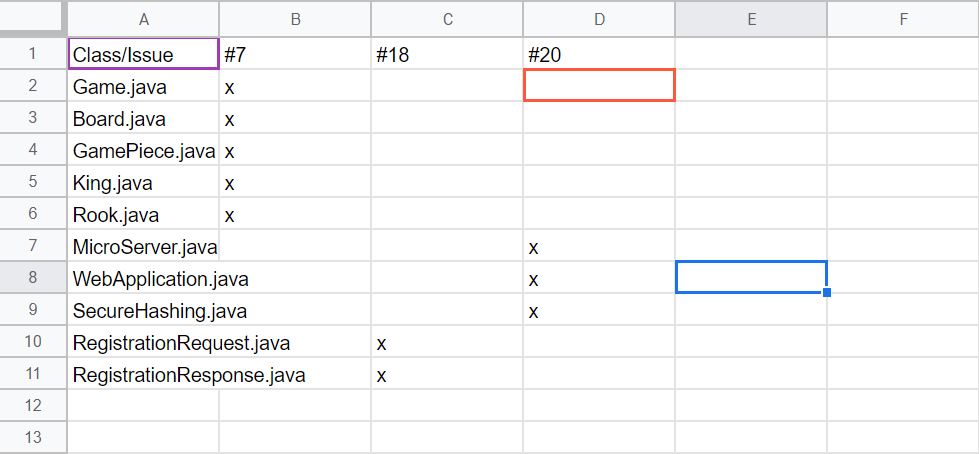 A B C D E F
1 Class/Issue #7 #18 #20
2 Game.java x
3 Board.java x
4 GamePiece.java x
5 King.java x
6 Rook.java x
7 MicroServer.java x
8 WebApplication.java x
9 SecureHashing.java x
10 RegistrationRequest.java x
11 RegistrationResponse.java x
12
13